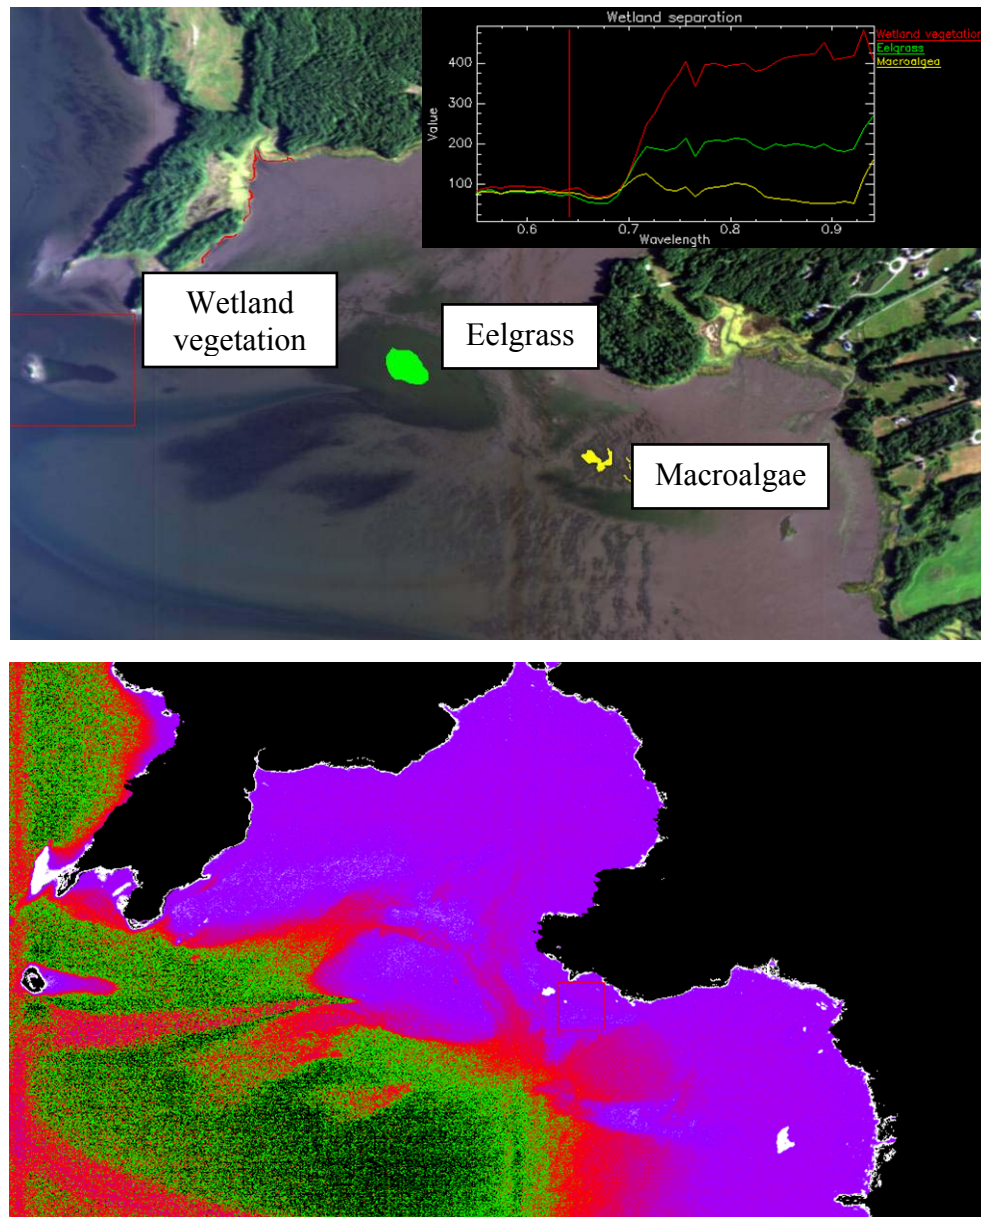 Wetland separation
Wetland vegetation
Eelgrass
Macroalgea
Value
400
300
200
100
0.6
0.7
0.8
0.9
Wavelength
Wetland
vegetation
Eelgrass
Macroalgae